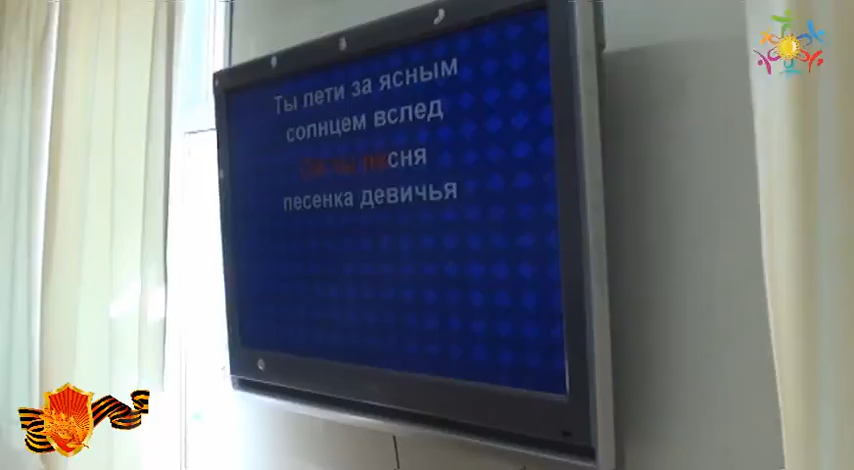 Ты лети за ясным
солнцем вслед
Ой ты песня
песенка девичья